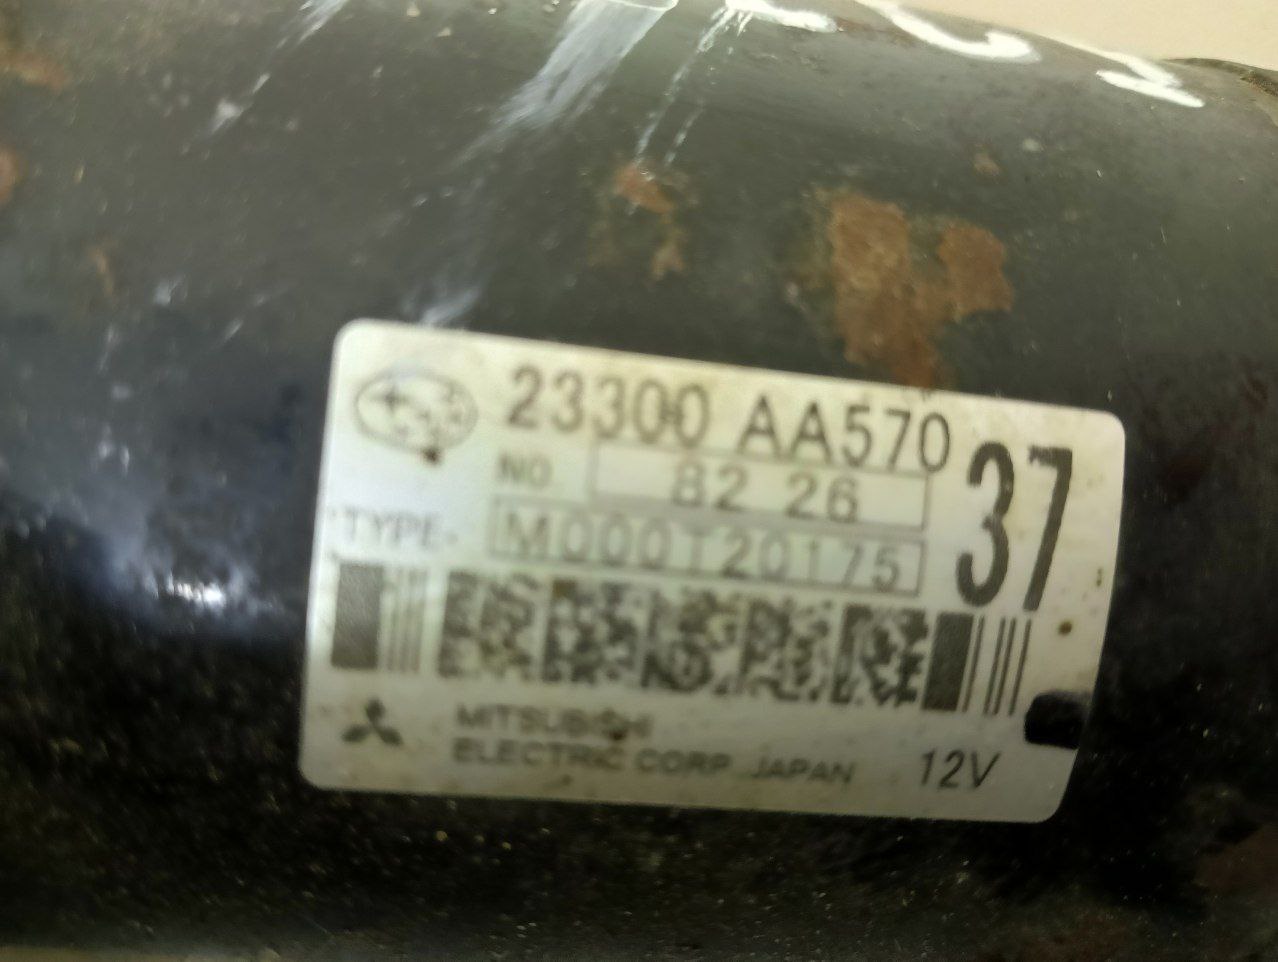 23300 AA570
37
NO 82 26
TYPE M000T20175
MITSUBISHI
ELECTRIC CORP. JAPAN 12V